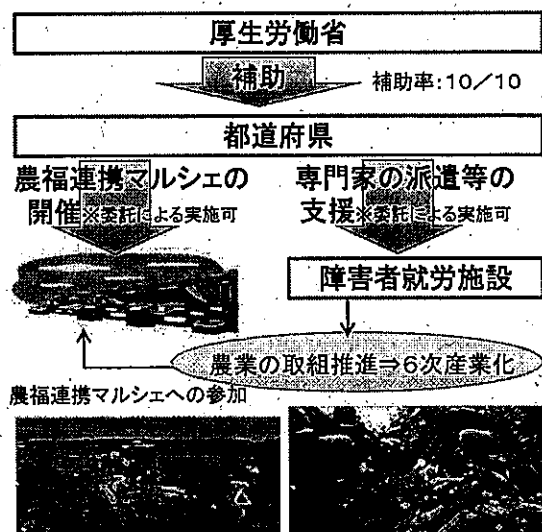 厚生労働省
補助
補助率:10/10
都道府県
農福連携マルシェの
開催※委託による実施可
専門家の派遣等の
支援※委託による実施可
障害者就労施設
農業の取組推進⇒6次産業化
農福連携マルシェへの参加